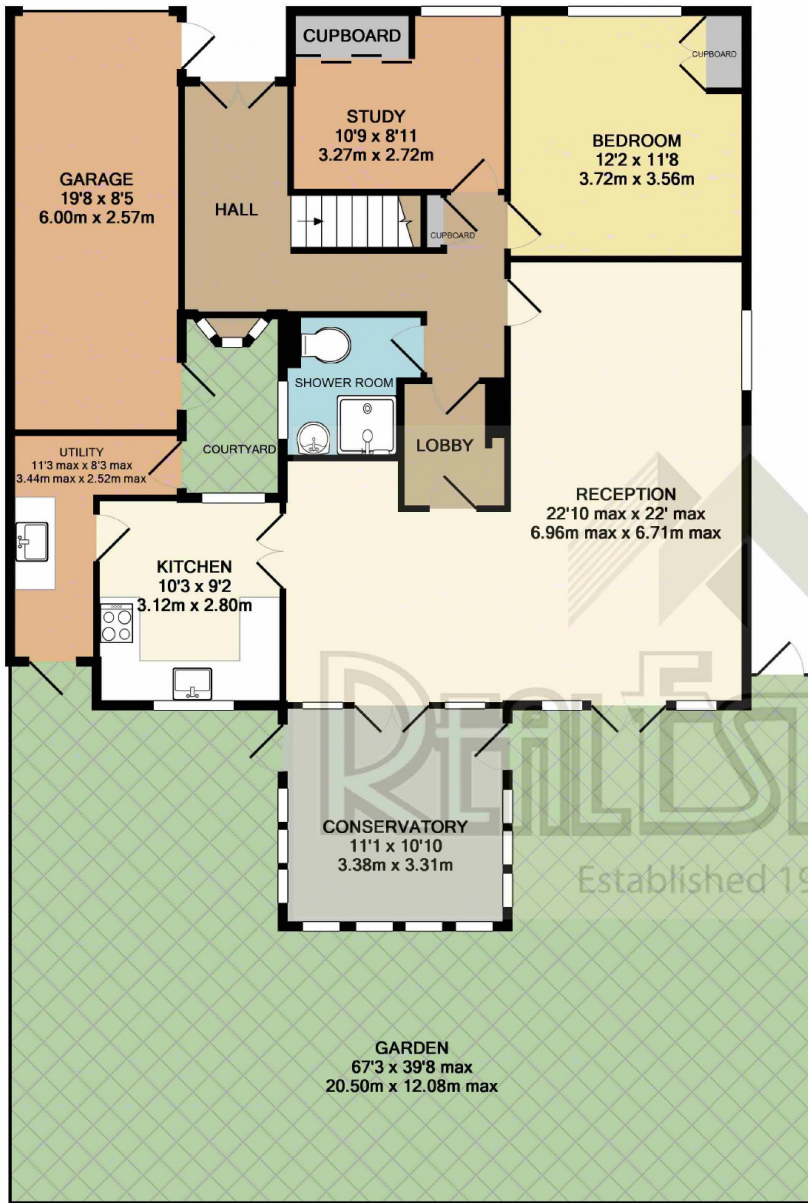 CUPBOARD
STUDY
10'9 x 8'11
3.27m x 2.72m
CUPBOARD
BEDROOM
12'2 x 11'8
3.72m x 3.56m
GARAGE
19'8 x 8'5
6.00m x 2.57m
HALL
CUPBOARD
SHOWER ROOM
COURTYARD
LOBBY
UTILITY
11'3 max x 8'3 max
3.44m max x 2.52m max
RECEPTION
22'10 max x 22' max
6.96m max x 6.71m max
KITCHEN
10'3 x 9'2
3.12m x 2.80m
REALEST
CONSERVATORY
11'1 x 10'10
3.38m x 3.31m
Established 19
GARDEN
67'3 x 39'8 max
20.50m x 12.08m max